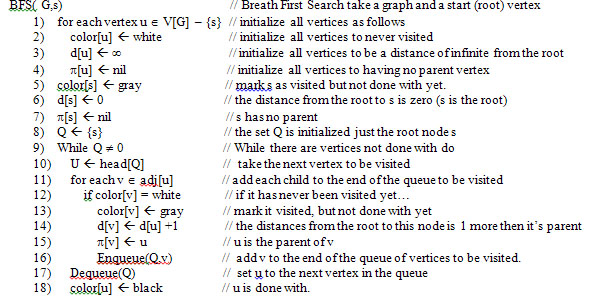 BFS( G,s) // Breath First Search take a graph and a start (root) vertex
1) for each vertex u ∈ V[G] – {s} // initialize all vertices as follows
2) color[u] ← white // initialize all vertices to never visited
3) d[u] ← ∞ // initialize all vertices to be a distance of infinite from the root
4) π[u] ← nil // initialize all vertices to having no parent vertex
5) color[s] ← gray // mark s as visited but not done with yet.
6) d[s] ← 0 // the distance from the root to s is zero (s is the root)
7) π[s] ← nil // s has no parent
8) Q ← {s} // the set Q is initialized just the root node s
9) While Q ≠ 0 // While there are vertices not done with do
10) U ← head[Q] // take the next vertex to be visited
11) for each v ∈ adj[u] // add each child to the end of the queue to be visited
12) if color[v] = white // if it has never been visited yet…
13) color[v] ← gray // mark it visited, but not done with yet
14) d[v] ← d[u] +1 // the distances from the root to this node is 1 more then it's parent
15) π[v] ← u // u is the parent of v
16) Enqueue(Q,v) // add v to the end of the queue of vertices to be visited.
17) Dequeue(Q) // set u to the next vertex in the queue
18) color[u] ← black // u is done with.